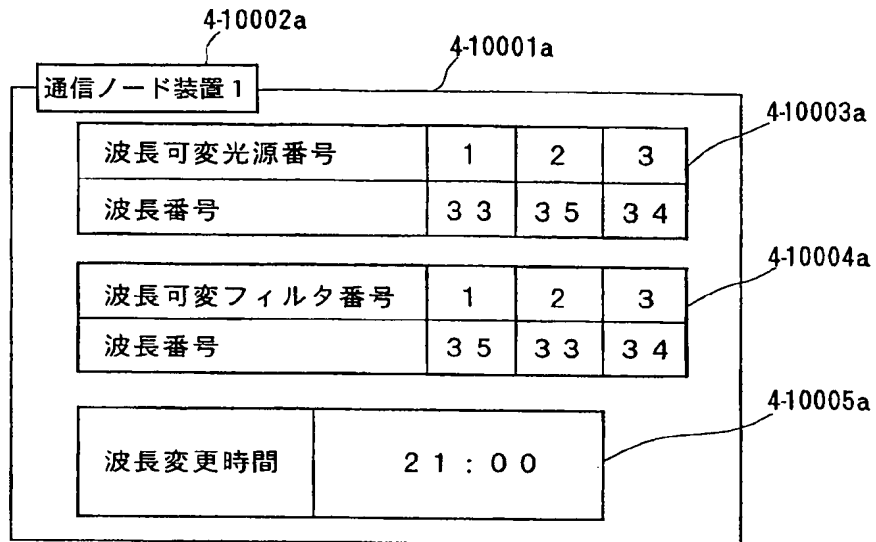 4-10002a
4-10001a
通信ノード装置1
4-10003a
波長可変光源番号 1 2 3
波長番号 33 35 34
4-10004a
波長可変フィルタ番号 1 2 3
波長番号 35 33 34
4-10005a
波長変更時間 21:00